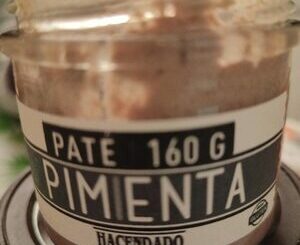 PATÉ 160 G
PIMIENTA
HACENDADO